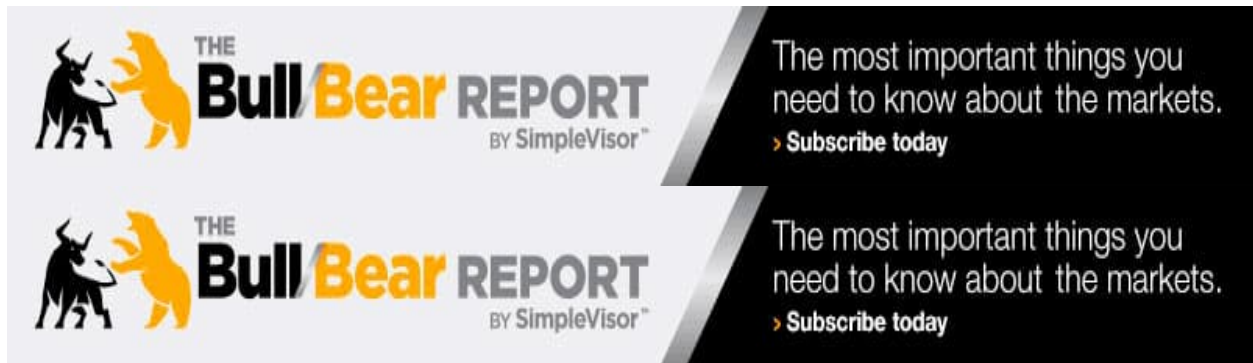 THE
Bull/Bear REPORT
BY SimpleVisor™
The most important things you
need to know about the markets.
› Subscribe today
THE
Bull/Bear REPORT
BY SimpleVisor™
The most important things you
need to know about the markets.
› Subscribe today